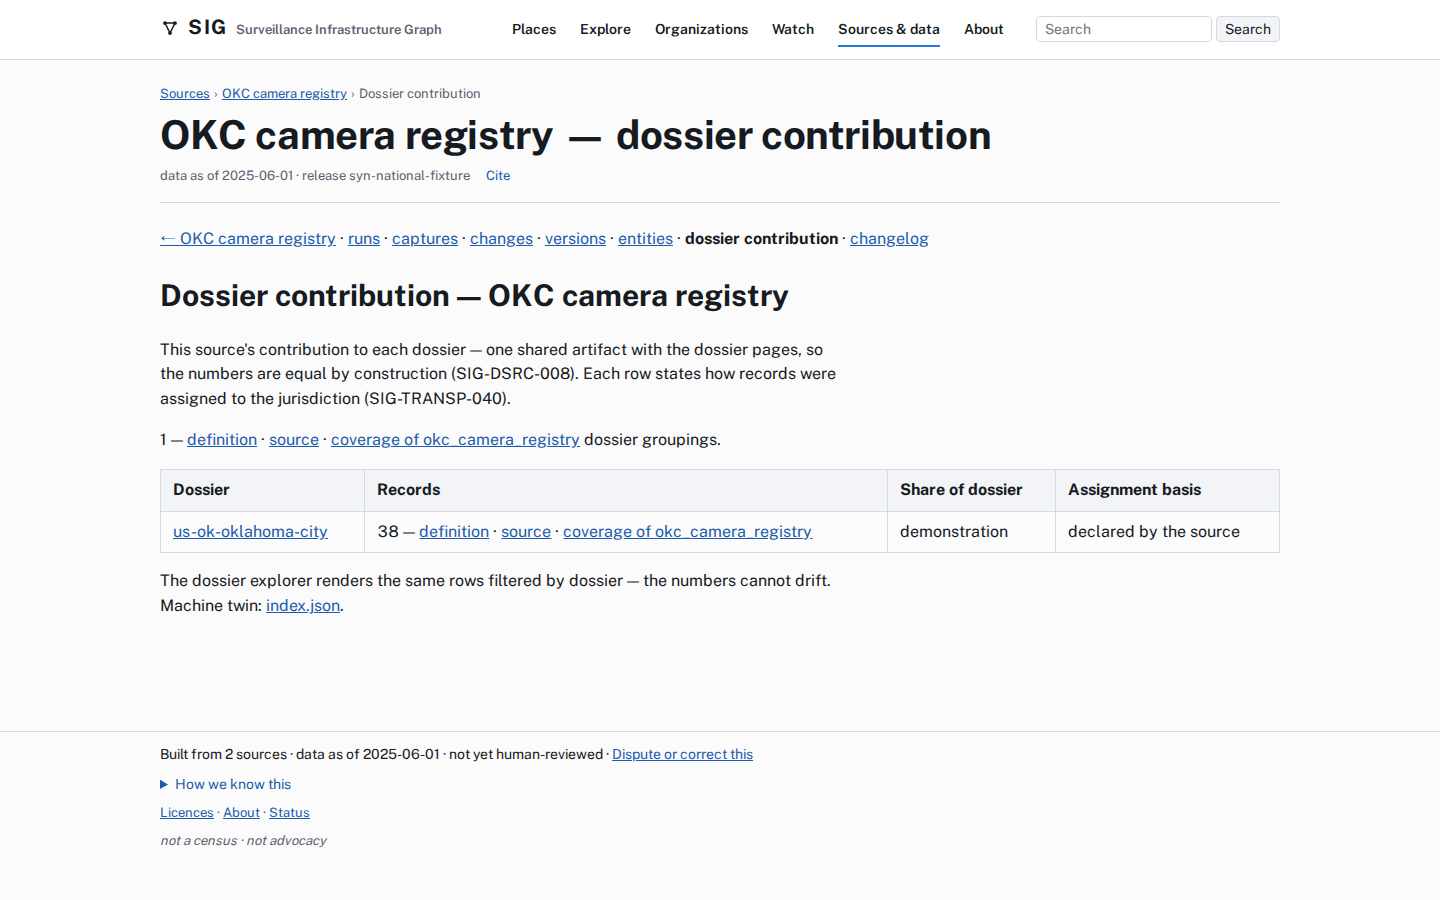 SIG Surveillance Infrastructure Graph Places Explore Organizations Watch Sources & data About Search Search
Sources › OKC camera registry › Dossier contribution
OKC camera registry — dossier contribution
data as of 2025-06-01 · release syn-national-fixture Cite
← OKC camera registry · runs · captures · changes · versions · entities · dossier contribution · changelog
Dossier contribution — OKC camera registry
This source's contribution to each dossier — one shared artifact with the dossier pages, so
the numbers are equal by construction (SIG-DSRC-008). Each row states how records were
assigned to the jurisdiction (SIG-TRANSP-040).
1 — definition · source · coverage of okc_camera_registry dossier groupings.
Dossier Records Share of dossier Assignment basis
us-ok-oklahoma-city 38 — definition · source · coverage of okc_camera_registry demonstration declared by the source
The dossier explorer renders the same rows filtered by dossier — the numbers cannot drift.
Machine twin: index.json.
Built from 2 sources · data as of 2025-06-01 · not yet human-reviewed · Dispute or correct this
▶ How we know this
Licences · About · Status
not a census · not advocacy